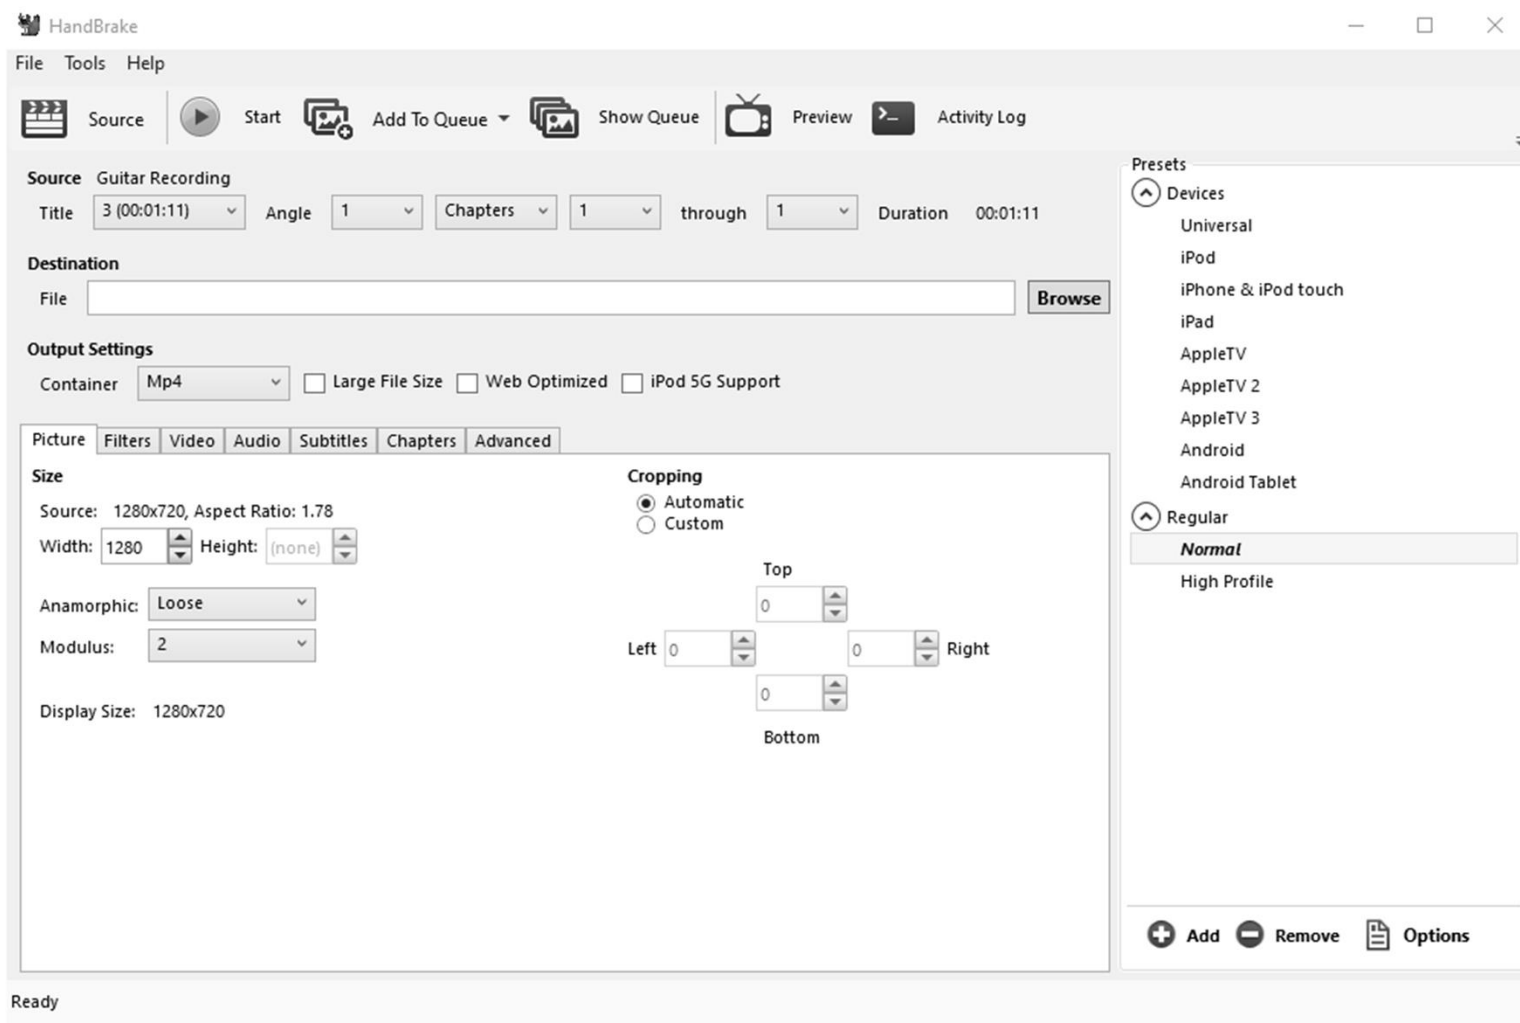 HandBrake
File Tools Help
Source Start Add To Queue Show Queue Preview Activity Log
Source Guitar Recording
Title 3 (00:01:11) Angle 1 Chapters 1 through 1 Duration 00:01:11
Destination
File Browse
Output Settings
Container Mp4 Large File Size Web Optimized iPod 5G Support
Picture Filters Video Audio Subtitles Chapters Advanced
Size
Source: 1280x720, Aspect Ratio: 1.78
Width: 1280 Height: (none)
Anamorphic: Loose
Modulus: 2
Display Size: 1280x720
Cropping
Automatic
Custom
Top
0
Left 0 0 Right
0
Bottom
Presets
Devices
Universal
iPod
iPhone & iPod touch
iPad
AppleTV
AppleTV 2
AppleTV 3
Android
Android Tablet
Regular
Normal
High Profile
Add Remove Options
Ready